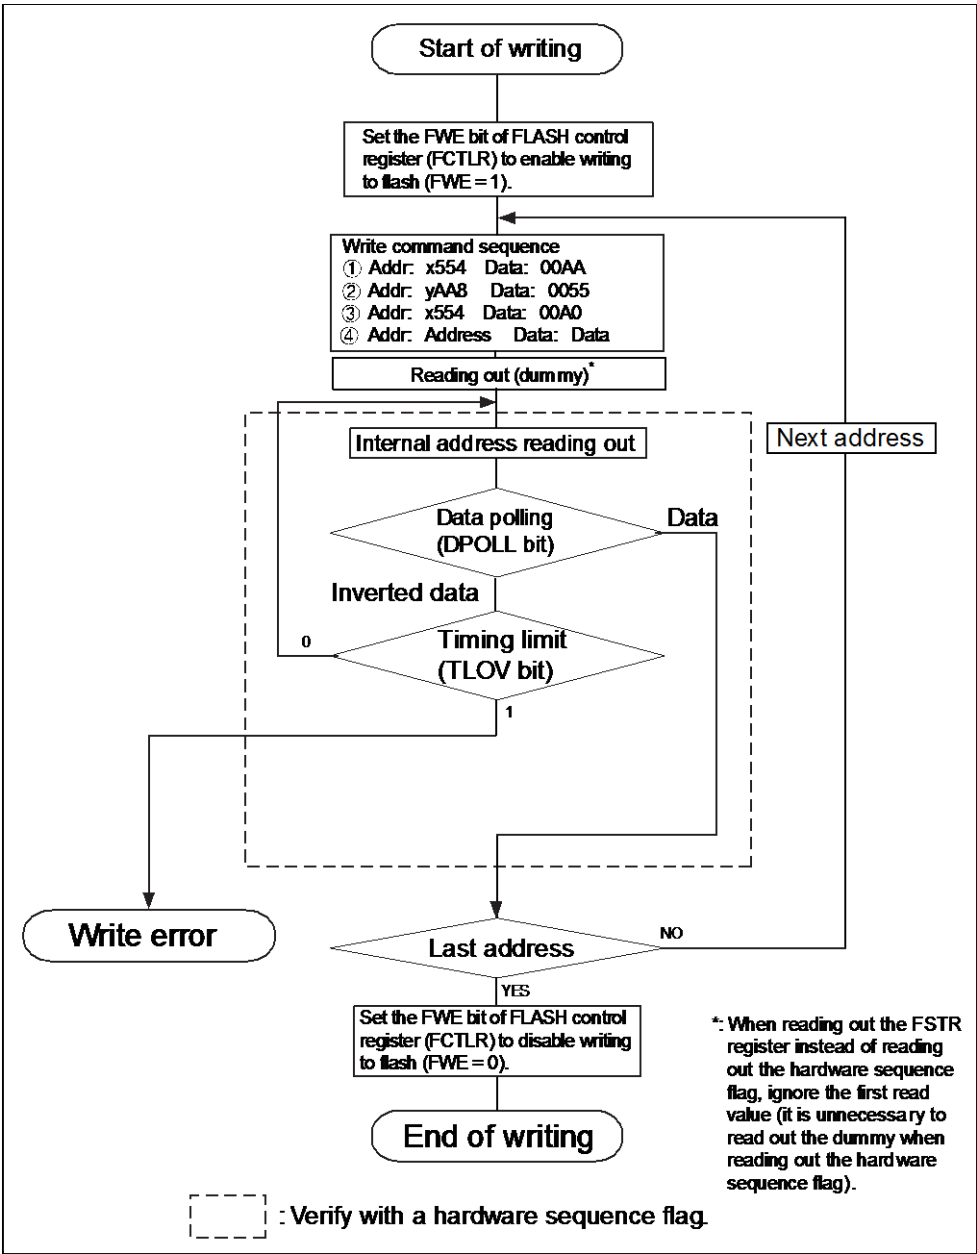 Start of writing
Set the FWE bit of FLASH control
register (FCTLR) to enable writing
to flash (FWE = 1).
Write command sequence
① Addr: x554 Data: 00AA
② Addr: yAA8 Data: 0055
③ Addr: x554 Data: 00A0
④ Addr: Address Data: Data
Reading out (dummy)*
Internal address reading out
Next address
Data polling
(DPOLL bit)
Data
Inverted data
Timing limit
(TLOV bit)
0
1
Write error
Last address
NO
YES
Set the FWE bit of FLASH control
register (FCTLR) to disable writing
to flash (FWE = 0).
End of writing
*: When reading out the FSTR
register instead of reading
out the hardware sequence
flag, ignore the first read
value (it is unnecessary to
read out the dummy when
reading out the hardware
sequence flag).
: Verify with a hardware sequence flag.